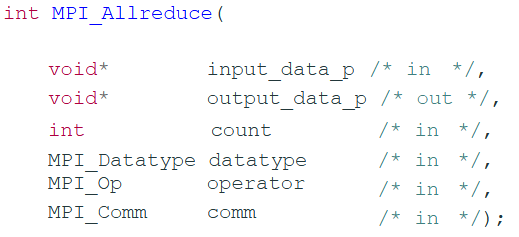 int MPI_Allreduce(
void* input_data_p /* in */,
void* output_data_p /* out */,
int count /* in */,
MPI_Datatype datatype /* in */,
MPI_Op operator /* in */,
MPI_Comm comm /* in */);